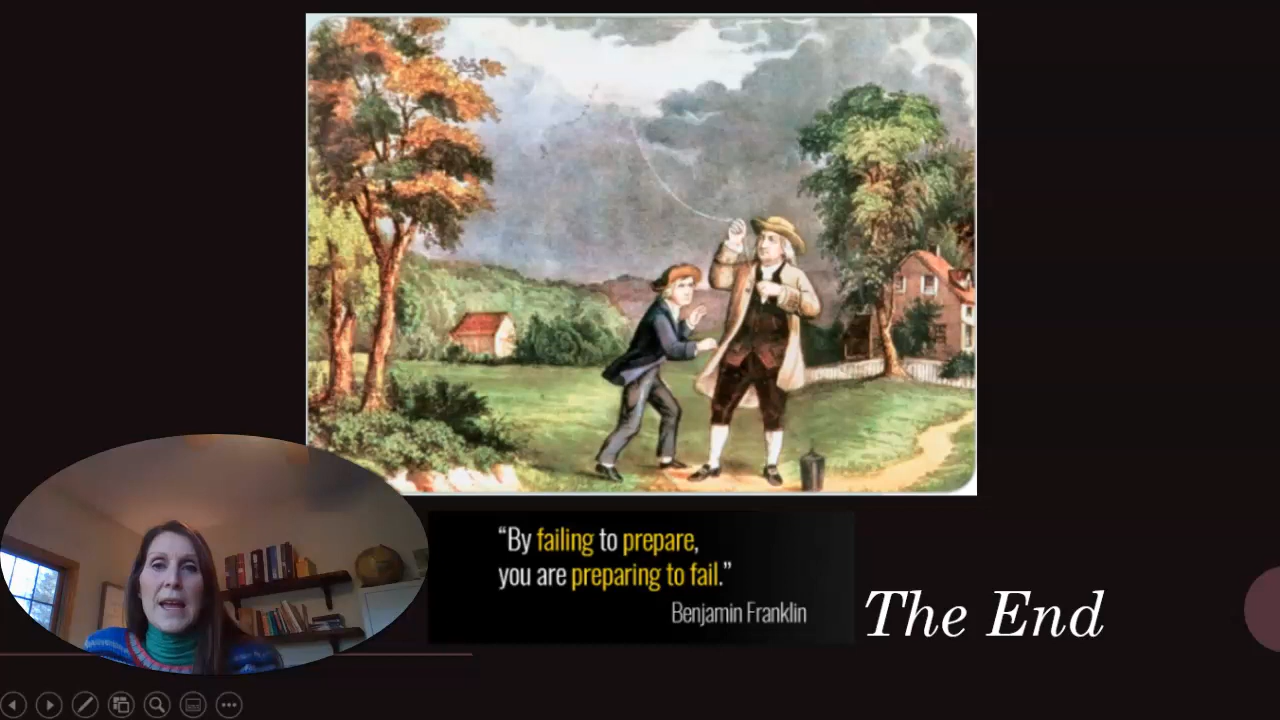 “By failing to prepare,
you are preparing to fail.”
Benjamin Franklin
The End